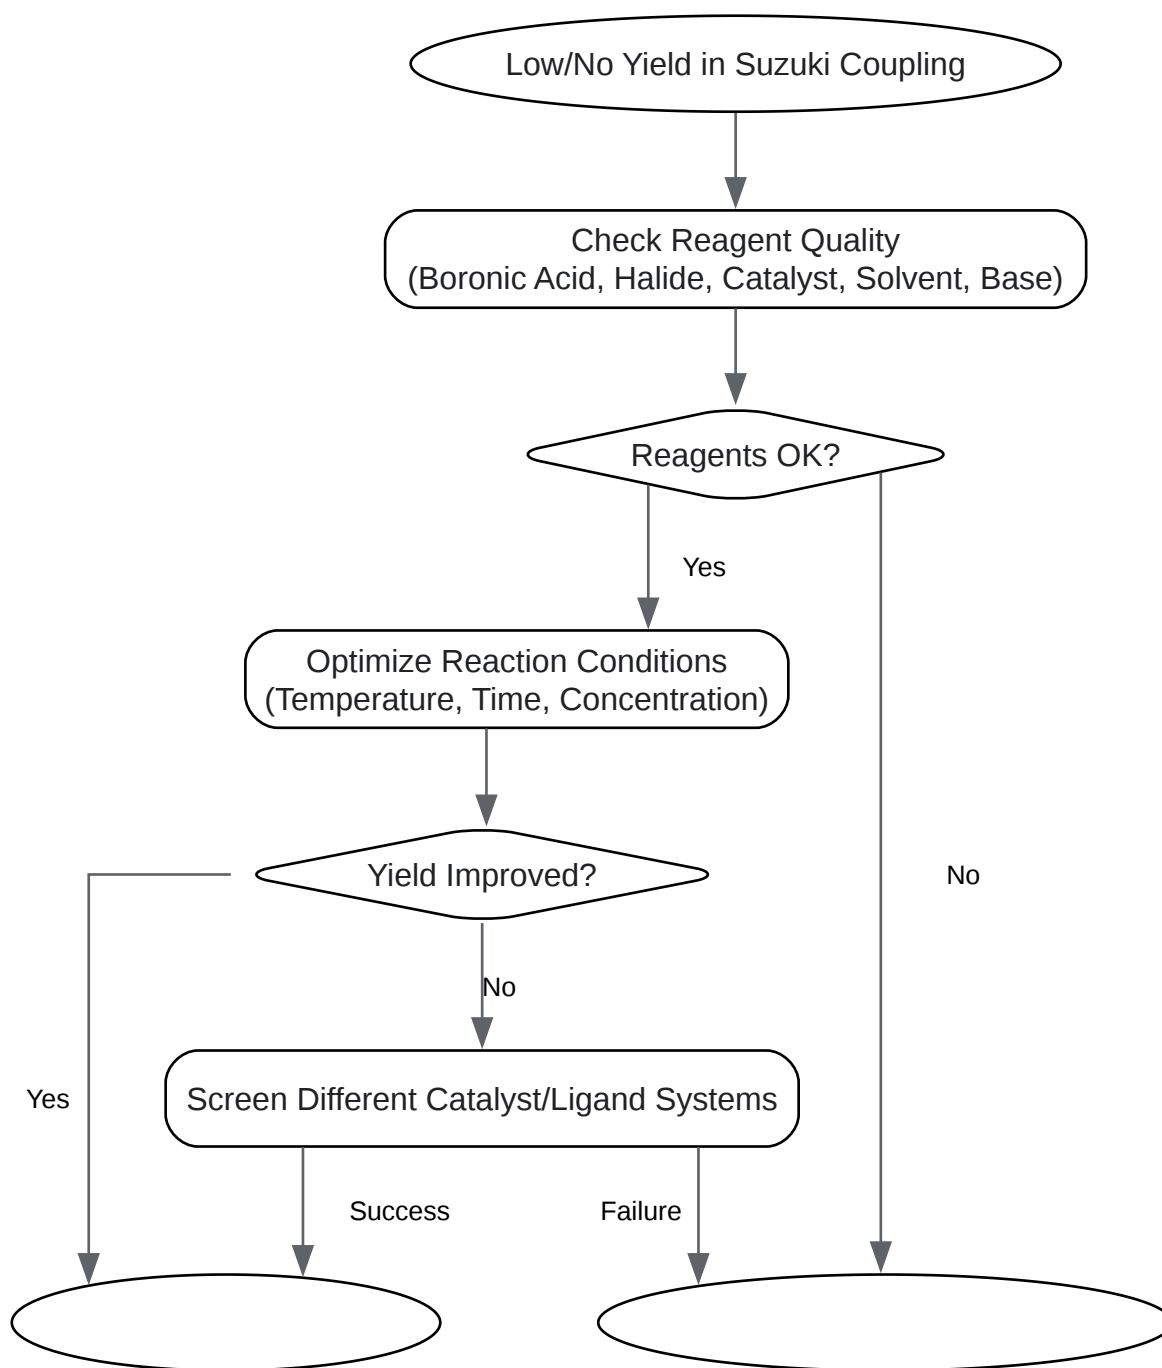 Low/No Yield in Suzuki Coupling
Check Reagent Quality
(Boronic Acid, Halide, Catalyst, Solvent, Base)
Reagents OK?
Yes
Optimize Reaction Conditions
(Temperature, Time, Concentration)
Yield Improved?
No
No
Screen Different Catalyst/Ligand Systems
Yes
Success
Failure